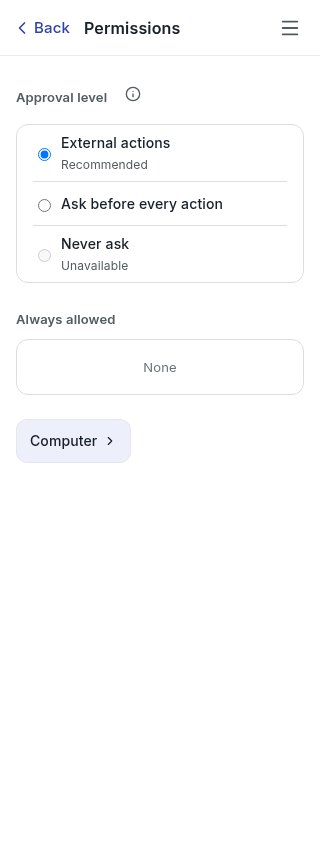 Back Permissions
Approval level
External actions
Recommended
Ask before every action
Never ask
Unavailable
Always allowed
None
Computer